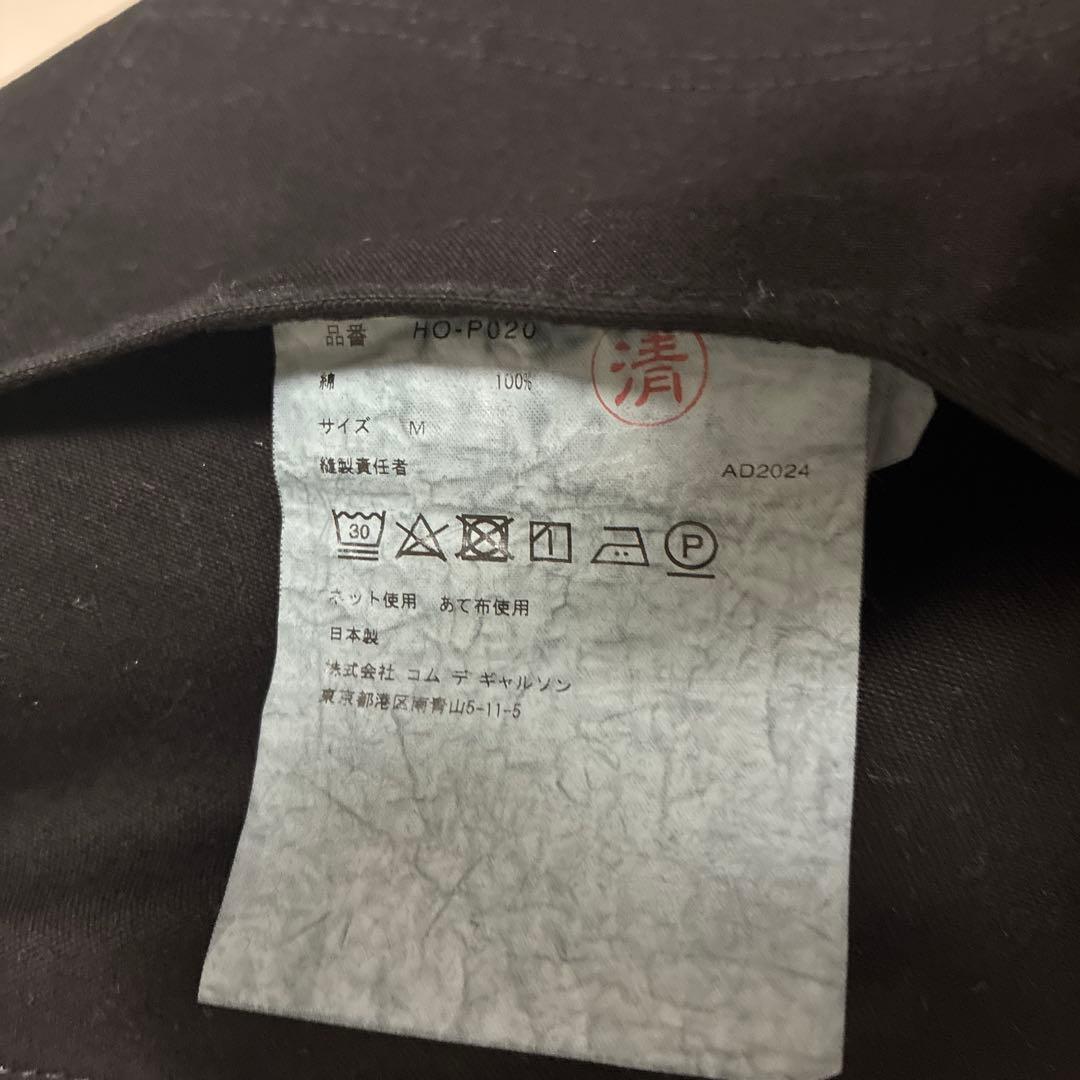 品番 HO-P020
清
綿 100%
サイズ M
縫製責任者
AD2024
30
P
ネット使用 あて布使用
日本製
株式会社 コム デ ギャルソン
東京都港区南青山5-11-5